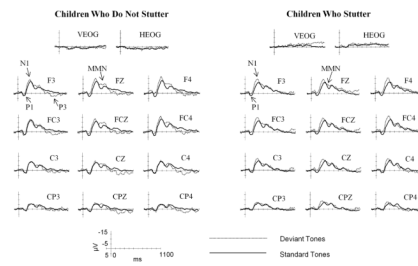 Children Who Do Not Stutter
Children Who Stutter
VEOG
HEOG
VEOG
HEOG
N1
F3
MMN
FZ
F4
N1
F3
MMN
FZ
F4
P1
P3
P1
FC3
FCZ
FC4
FC3
FCZ
FC4
C3
CZ
C4
C3
CZ
C4
CP3
CPZ
CP4
CP3
CPZ
CP4
-15
-5
µV
5 0
1100
ms
Deviant Tones
Standard Tones